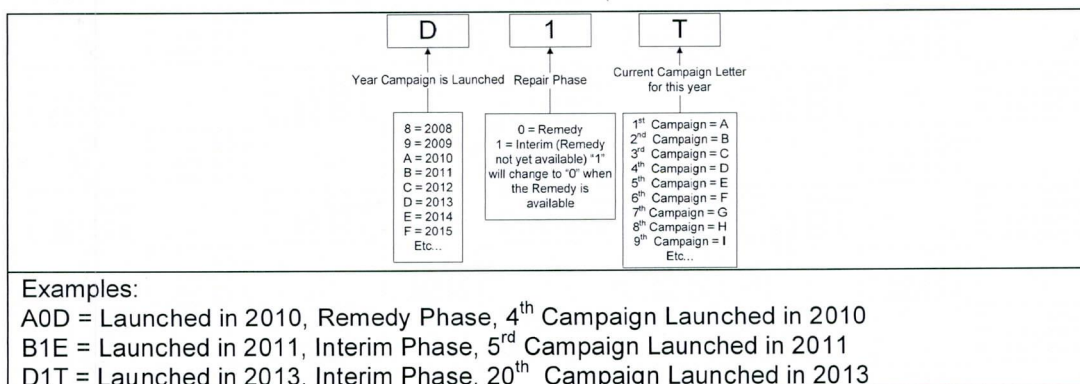 D 1 T
Year Campaign is Launched Repair Phase Current Campaign Letter
for this year
8 = 2008
9 = 2009
A = 2010
B = 2011
C = 2012
D = 2013
E = 2014
F = 2015
Etc...
0 = Remedy
1 = Interim (Remedy
not yet available) "1"
will change to "0" when
the Remedy is
available
1st Campaign = A
2nd Campaign = B
3rd Campaign = C
4th Campaign = D
5th Campaign = E
6th Campaign = F
7th Campaign = G
8th Campaign = H
9th Campaign = I
Etc...
Examples:
A0D = Launched in 2010, Remedy Phase, 4th Campaign Launched in 2010
B1E = Launched in 2011, Interim Phase, 5rd Campaign Launched in 2011
D1T = Launched in 2013, Interim Phase, 20th Campaign Launched in 2013